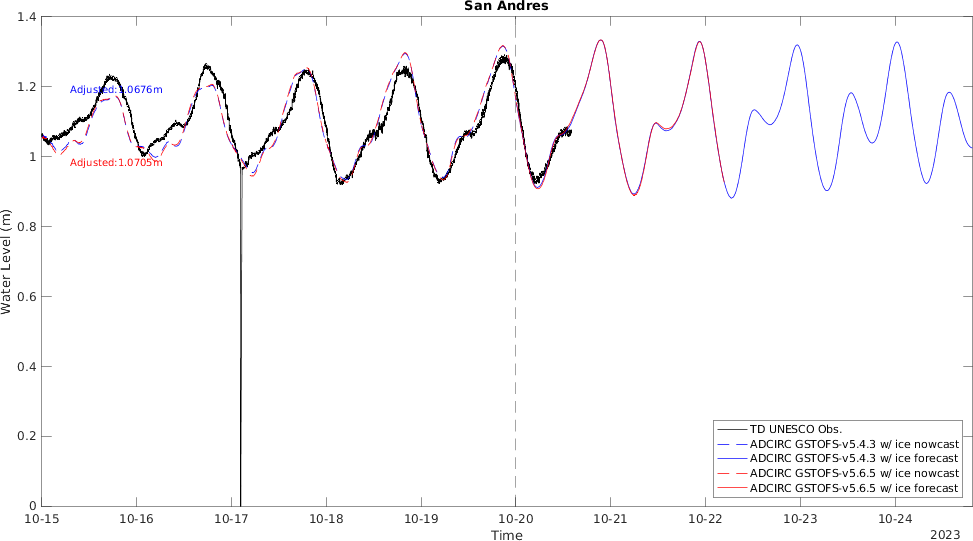 San Andres
1.4
1.2
1
0.8
0.6
0.4
0.2
0
Water Level (m)
Adjusted:1.0676m
Adjusted:1.0705m
TD UNESCO Obs.
ADCIRC GSTOFS-v5.4.3 w/ ice nowcast
ADCIRC GSTOFS-v5.4.3 w/ ice forecast
ADCIRC GSTOFS-v5.6.5 w/ ice nowcast
ADCIRC GSTOFS-v5.6.5 w/ ice forecast
10-15 10-16 10-17 10-18 10-19 10-20 10-21 10-22 10-23 10-24
Time
2023